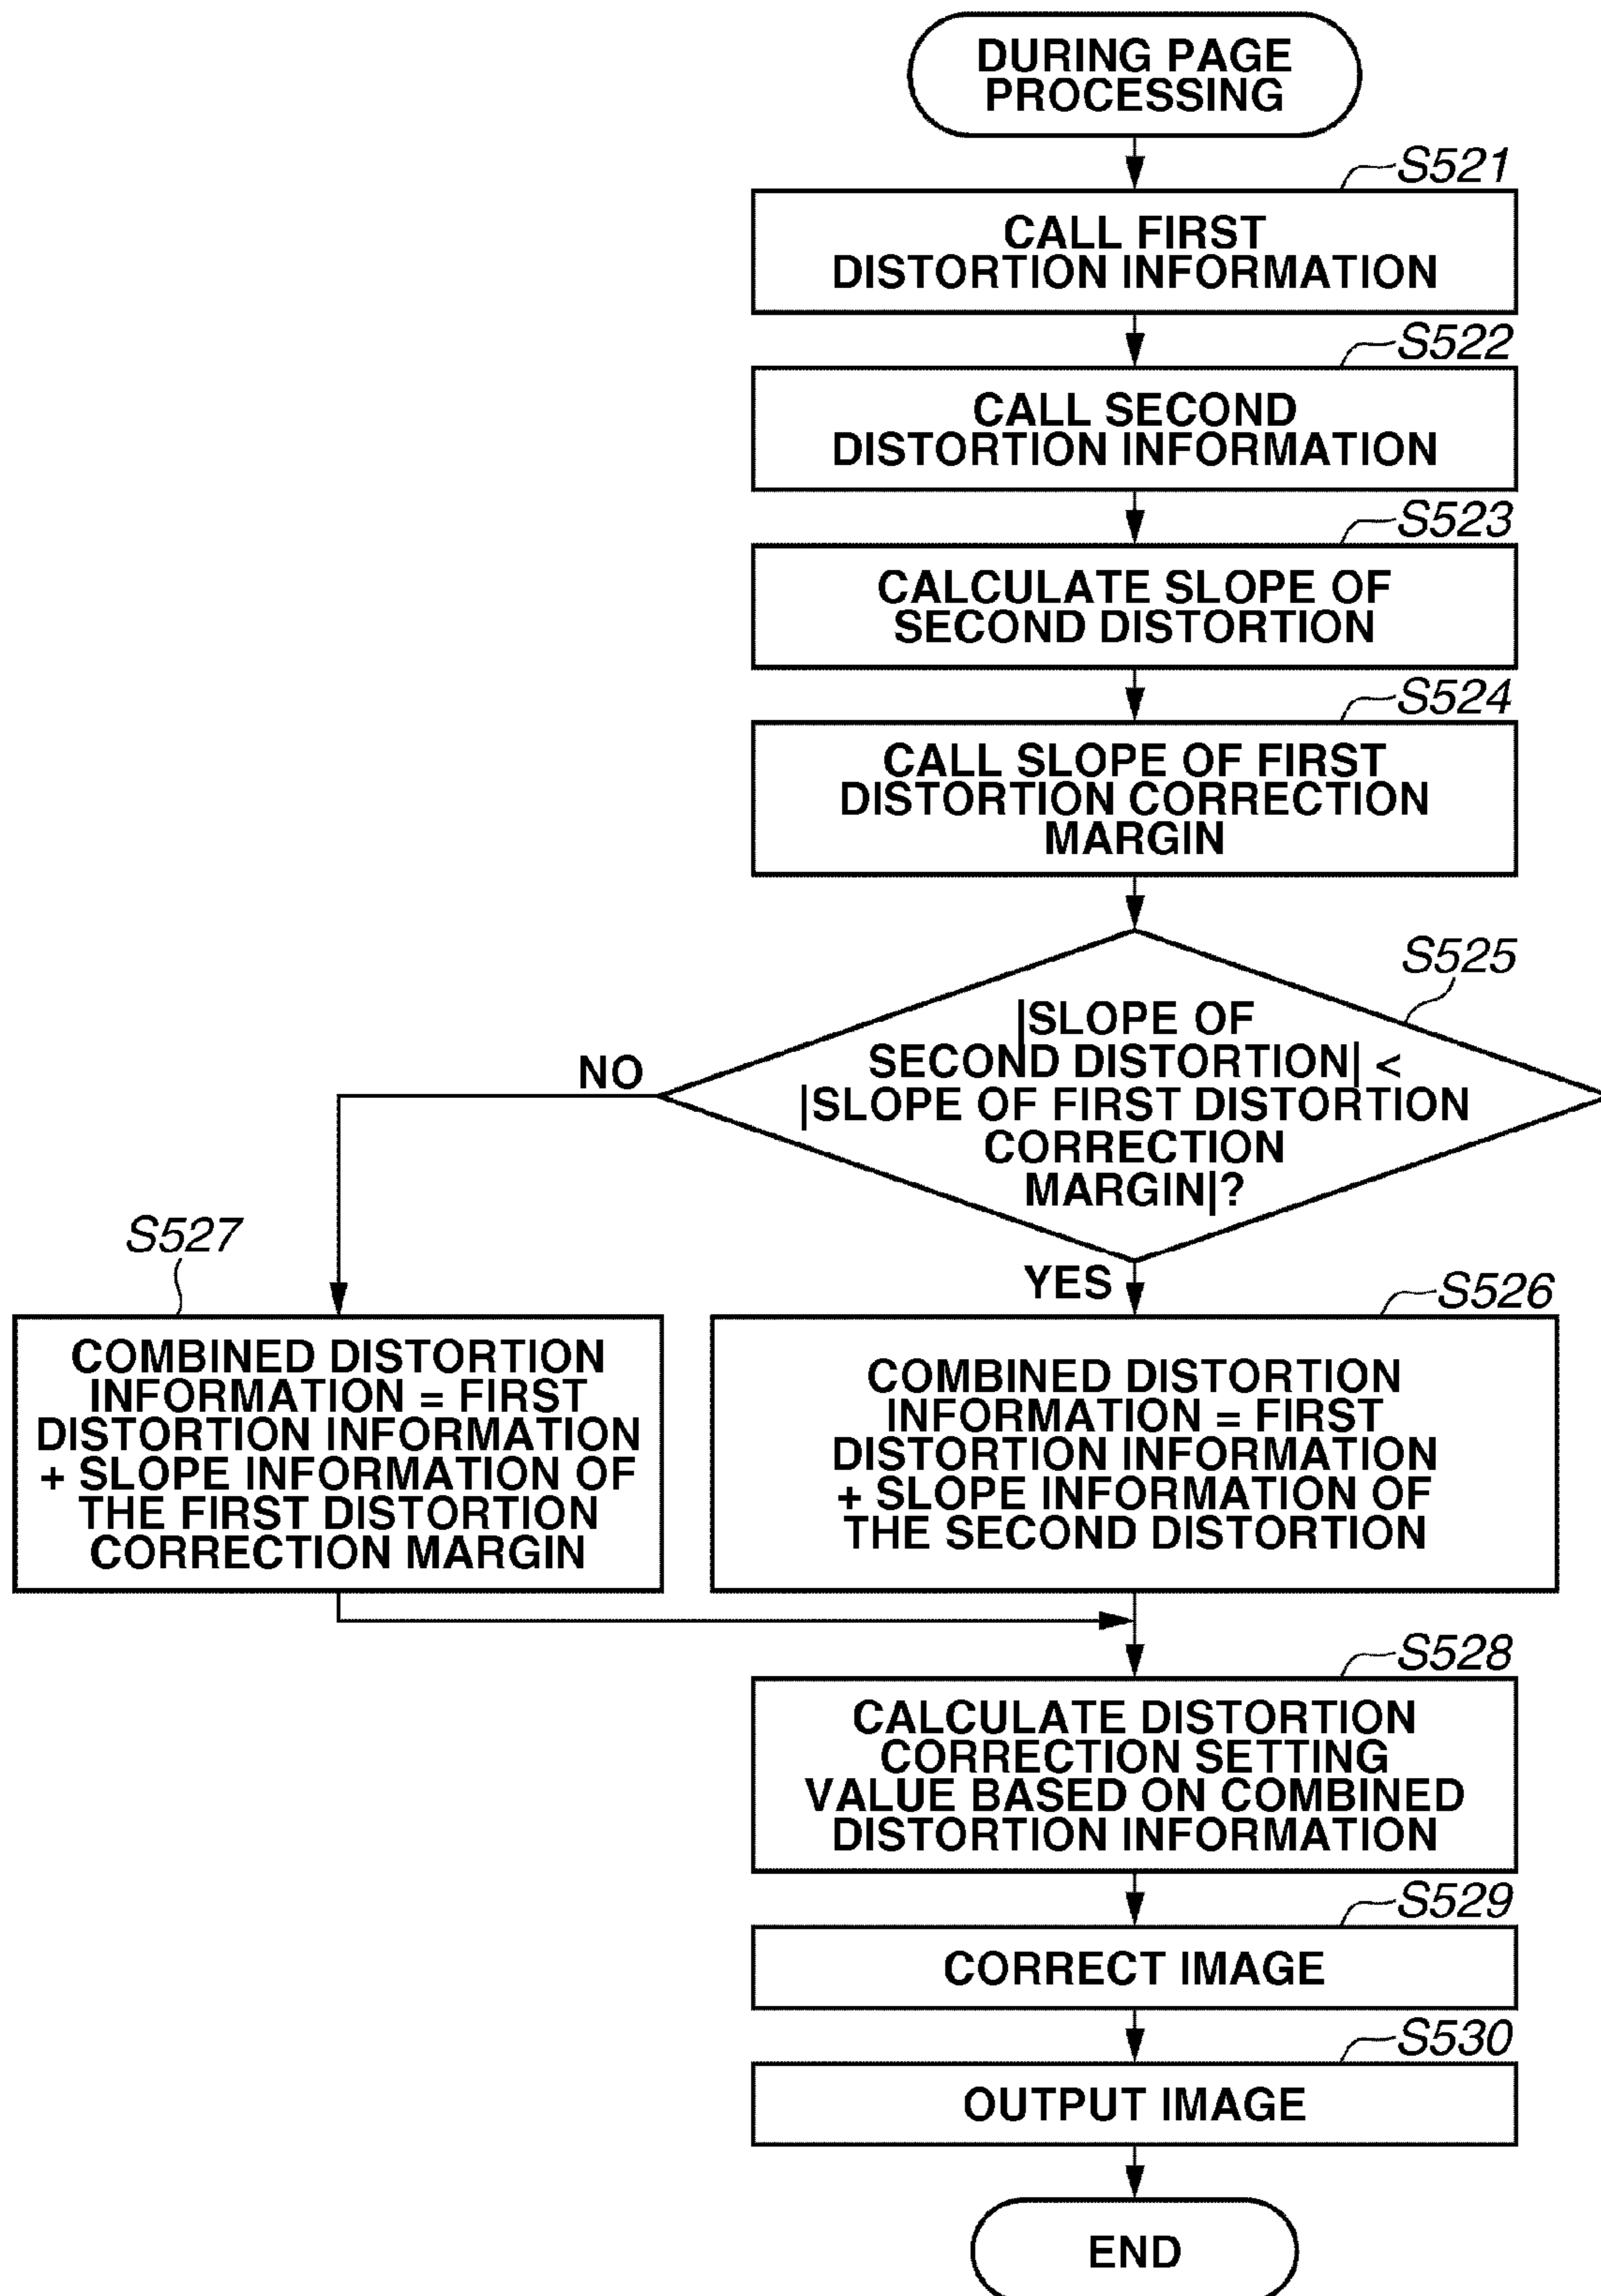 DURING PAGE
PROCESSING
S521
CALL FIRST
DISTORTION INFORMATION
S522
CALL SECOND
DISTORTION INFORMATION
S523
CALCULATE SLOPE OF
SECOND DISTORTION
S524
CALL SLOPE OF FIRST
DISTORTION CORRECTION
MARGIN
S525
|SLOPE OF
SECOND DISTORTION| <
|SLOPE OF FIRST DISTORTION
CORRECTION
MARGIN|?
NO
YES
S527
COMBINED DISTORTION
INFORMATION = FIRST
DISTORTION INFORMATION
+ SLOPE INFORMATION OF
THE FIRST DISTORTION
CORRECTION MARGIN
S526
COMBINED DISTORTION
INFORMATION = FIRST
DISTORTION INFORMATION
+ SLOPE INFORMATION OF
THE SECOND DISTORTION
S528
CALCULATE DISTORTION
CORRECTION SETTING
VALUE BASED ON COMBINED
DISTORTION INFORMATION
S529
CORRECT IMAGE
S530
OUTPUT IMAGE
END